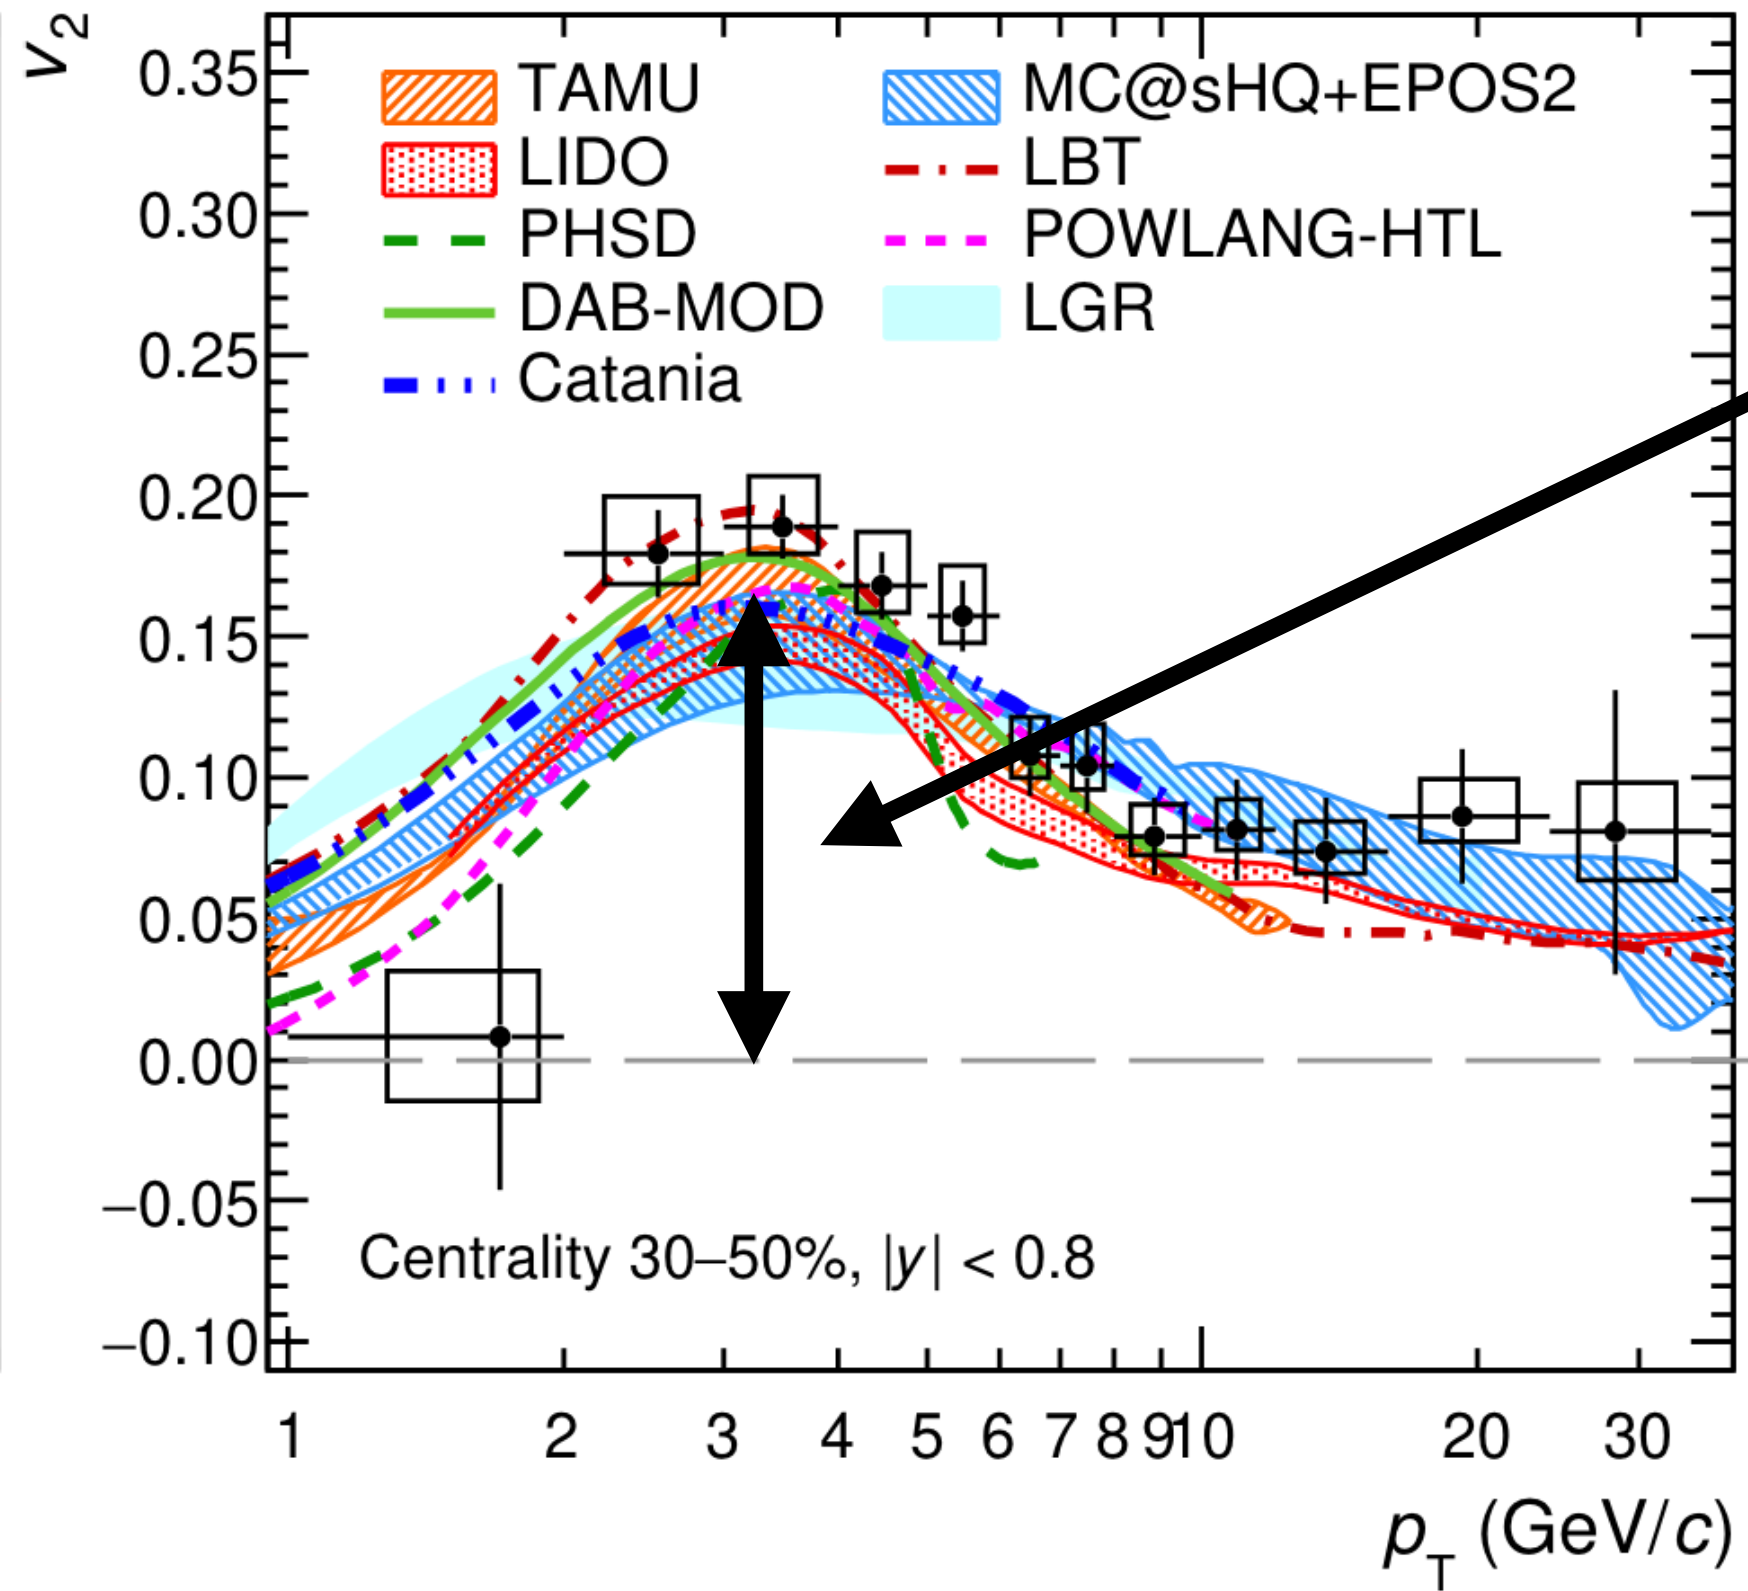 v2
0.35
0.30
0.25
0.20
0.15
0.10
0.05
0.00
−0.05
−0.10
TAMU
LIDO
PHSD
DAB-MOD
Catania
MC@sHQ+EPOS2
LBT
POWLANG-HTL
LGR
Centrality 30–50%, |y| < 0.8
1 2 3 4 5 6 7 8 9 10 20 30
pT (GeV/c)